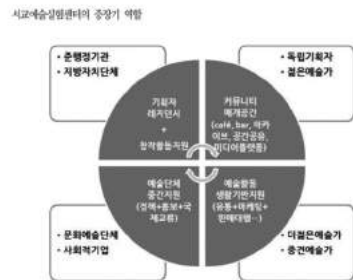 서교예술실험센터의 중장기 역할
• 준행정기관
• 지방자치단체
• 독립기획자
• 젊은예술가
기획자
레지던시
+
창작활동지원
커뮤니티
매개공간
(café, bar, 아카
이브, 공간공유,
미디어플랫폼)
예술단체
중간지원
(정책+홍보+국
제교류)
예술활동
생활기반지원
(유통+마케팅+
판매대행…)
• 문화예술단체
• 사회적기업
• 더젊은예술가
• 중견예술가